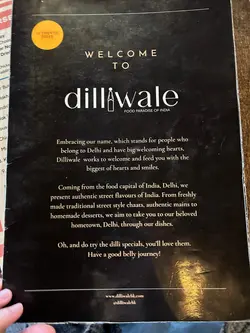 WELCOME
TO
dilliwale
FOOD PARADISE OF INDIA
Embracing our name, which stands for people who
belong to Delhi and have big welcoming hearts,
Dilliwale works to welcome and feed you with the
biggest of hearts and smiles.
Coming from the food capital of India, Delhi, we
present authentic street flavours of India. From freshly
made traditional street style chaats, authentic mains to
homemade desserts, we aim to take you to our beloved
hometown, Delhi, through our dishes.
Oh, and do try the dilli specials, you'll love them.
Have a good belly journey!
www.dilliwalehk.com
@dilliwalehk